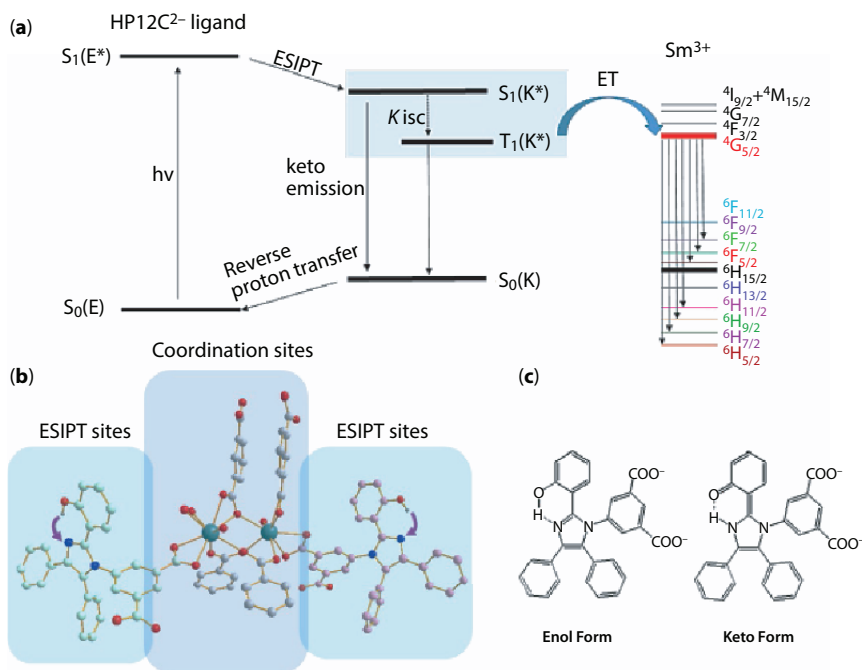 (a)
HP12C²⁻ ligand
S₁(E*)
ESIPT
S₁(K*)
K isc
T₁(K*)
hν
keto
emission
Reverse
proton transfer
S₀(K)
S₀(E)
ET
Sm³⁺
⁴I₉/₂+⁴M₁₅/₂
⁴G₇/₂
⁴F₃/₂
⁴G₅/₂
⁶F₁₁/₂
⁶F₉/₂
⁶F₇/₂
⁶F₅/₂
⁶H₁₅/₂
⁶H₁₃/₂
⁶H₁₁/₂
⁶H₉/₂
⁶H₇/₂
⁶H₅/₂
(b)
Coordination sites
ESIPT sites
ESIPT sites
(c)
O
H
N
N
COO⁻
COO⁻
Enol Form
O
H
N
N
COO⁻
COO⁻
Keto Form